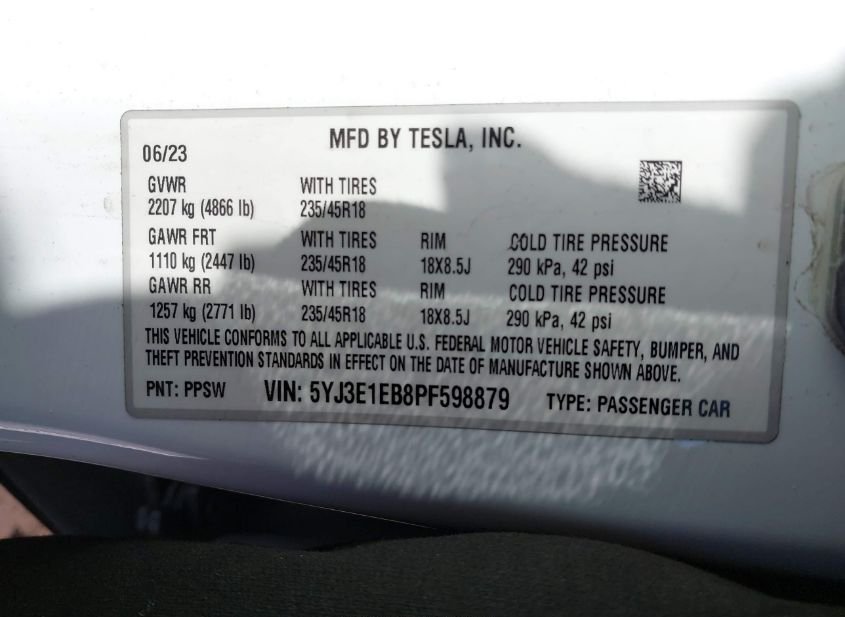 MFD BY TESLA, INC.
06/23
GVWR WITH TIRES
2207 kg (4866 lb) 235/45R18
GAWR FRT WITH TIRES RIM COLD TIRE PRESSURE
1110 kg (2447 lb) 235/45R18 18X8.5J 290 kPa, 42 psi
GAWR RR WITH TIRES RIM COLD TIRE PRESSURE
1257 kg (2771 lb) 235/45R18 18X8.5J 290 kPa, 42 psi
THIS VEHICLE CONFORMS TO ALL APPLICABLE U.S. FEDERAL MOTOR VEHICLE SAFETY, BUMPER, AND
THEFT PREVENTION STANDARDS IN EFFECT ON THE DATE OF MANUFACTURE SHOWN ABOVE.
PNT: PPSW VIN: 5YJ3E1EB8PF598879 TYPE: PASSENGER CAR